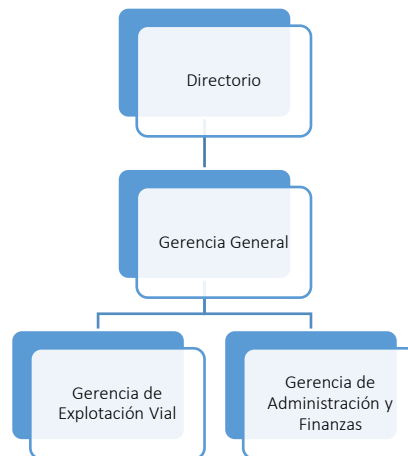 Directorio
Gerencia General
Gerencia de
Explotación Vial
Gerencia de
Administración y
Finanzas